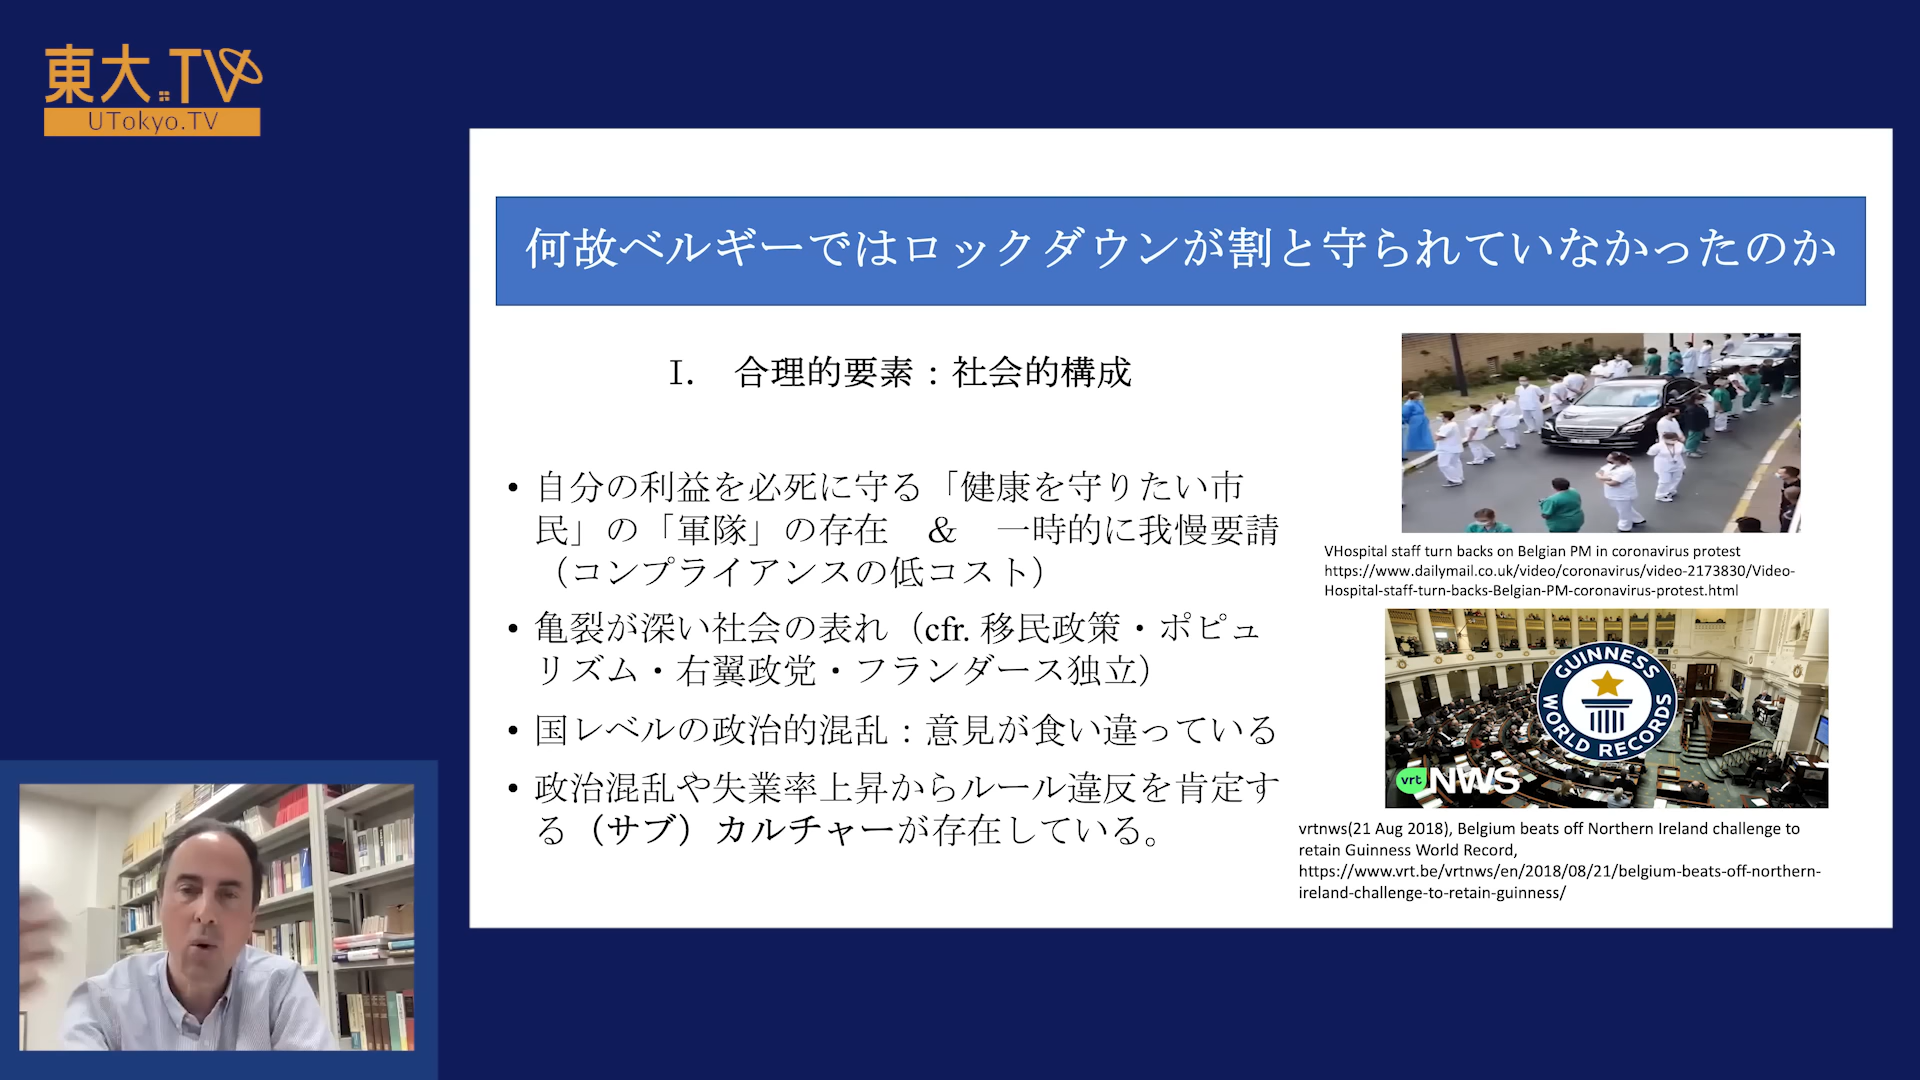 東大.TV
UTokyo.TV
何故ベルギーではロックダウンが割と守られていなかったのか
I.　合理的要素：社会的構成
• 自分の利益を必死に守る「健康を守りたい市
民」の「軍隊」の存在　＆　一時的に我慢要請
（コンプライアンスの低コスト）
• 亀裂が深い社会の表れ（cfr. 移民政策・ポピュ
リズム・右翼政党・フランダース独立）
• 国レベルの政治的混乱：意見が食い違っている
• 政治混乱や失業率上昇からルール違反を肯定す
る（サブ）カルチャーが存在している。
VHospital staff turn backs on Belgian PM in coronavirus protest
https://www.dailymail.co.uk/video/coronavirus/video-2173830/Video-
Hospital-staff-turn-backs-Belgian-PM-coronavirus-protest.html
GUINNESS
WORLD RECORDS
vrt NWS
vrtnws(21 Aug 2018), Belgium beats off Northern Ireland challenge to
retain Guinness World Record,
https://www.vrt.be/vrtnws/en/2018/08/21/belgium-beats-off-northern-
ireland-challenge-to-retain-guinness/